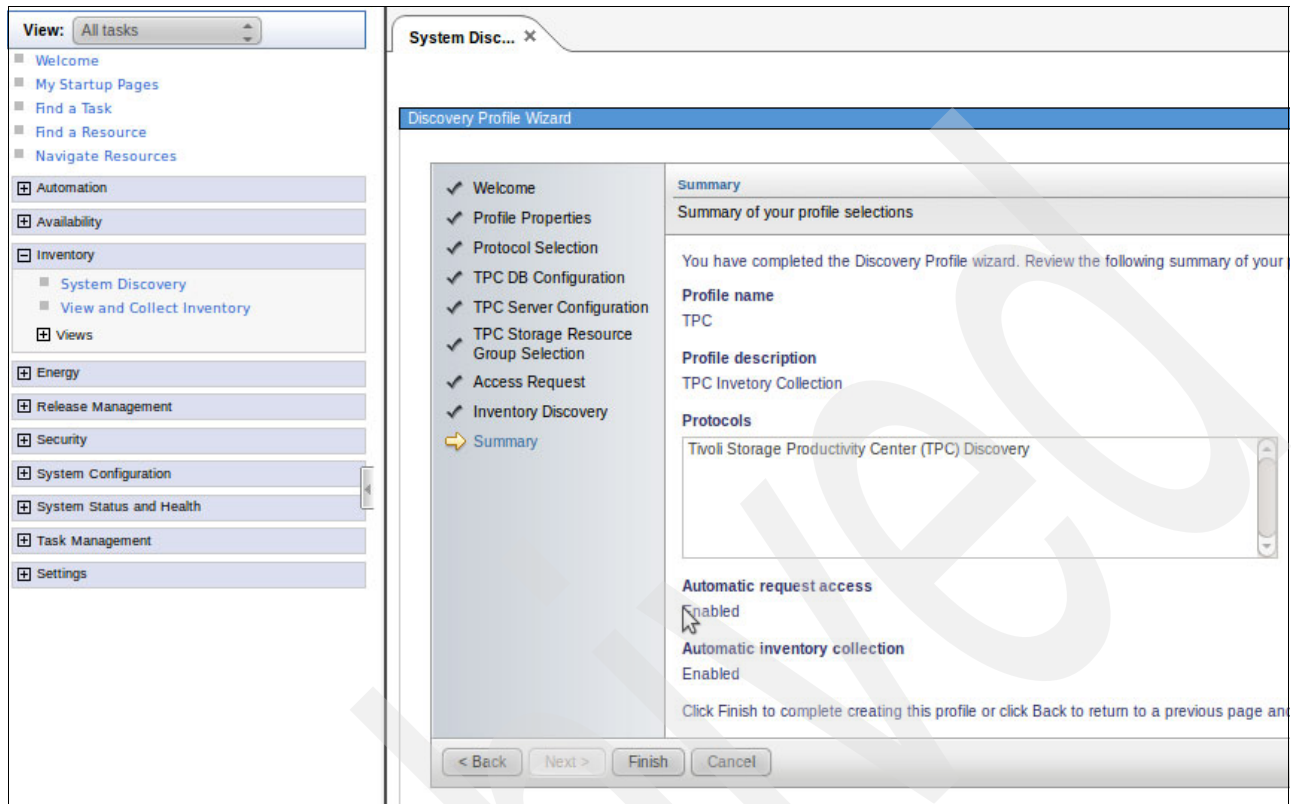 View: All tasks
Welcome
My Startup Pages
Find a Task
Find a Resource
Navigate Resources
Automation
Availability
Inventory
System Discovery
View and Collect Inventory
Views
Energy
Release Management
Security
System Configuration
System Status and Health
Task Management
Settings
System Disc...
Discovery Profile Wizard
Welcome
Profile Properties
Protocol Selection
TPC DB Configuration
TPC Server Configuration
TPC Storage Resource
Group Selection
Access Request
Inventory Discovery
Summary
Summary
Summary of your profile selections
You have completed the Discovery Profile wizard. Review the following summary of your
Profile name
TPC
Profile description
TPC Invetory Collection
Protocols
Tivoli Storage Productivity Center (TPC) Discovery
Automatic request access
Enabled
Automatic inventory collection
Enabled
Click Finish to complete creating this profile or click Back to return to a previous page and
< Back Next > Finish Cancel